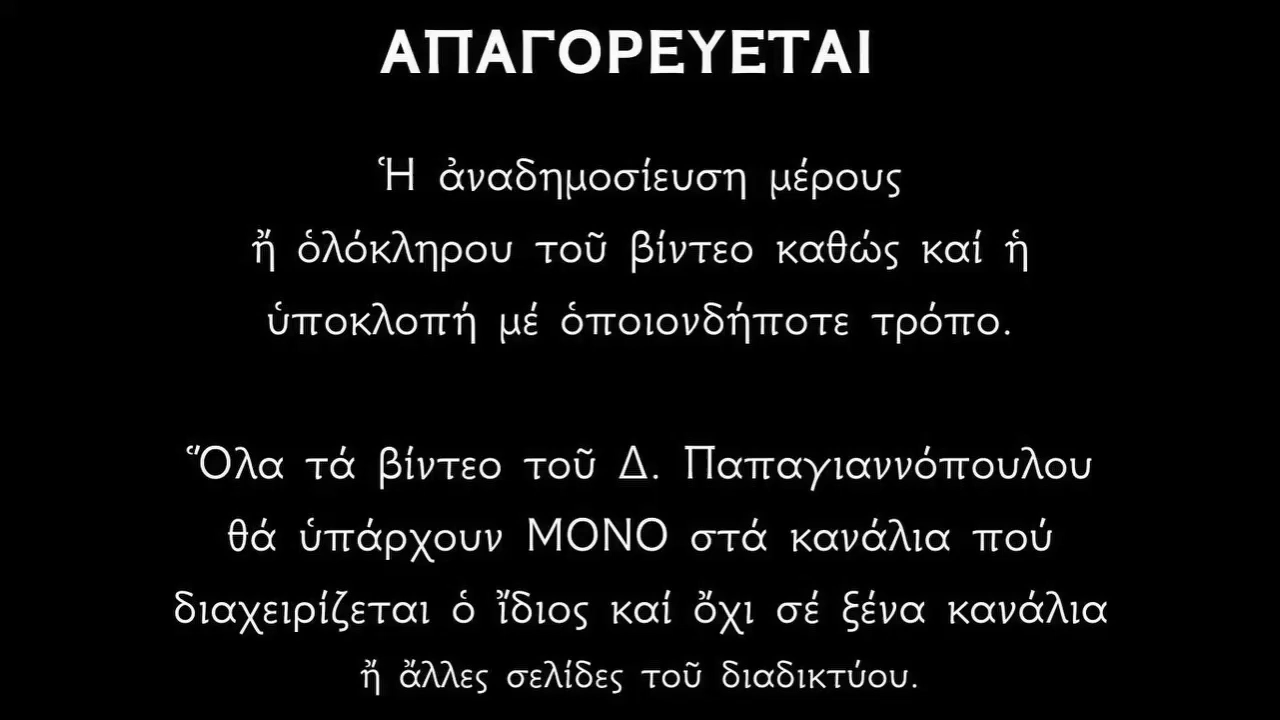 ΑΠΑΓΟΡΕΥΕΤΑΙ
Ἡ ἀναδημοσίευση μέρους
ἤ ὁλόκληρου τοῦ βίντεο καθώς καί ἡ
ὑποκλοπή μέ ὁποιονδήποτε τρόπο.
Ὅλα τά βίντεο τοῦ Δ. Παπαγιαννόπουλου
θά ὑπάρχουν ΜΟΝΟ στά κανάλια πού
διαχειρίζεται ὁ ἴδιος καί ὄχι σέ ξένα κανάλια
ἤ ἄλλες σελίδες τοῦ διαδικτύου.